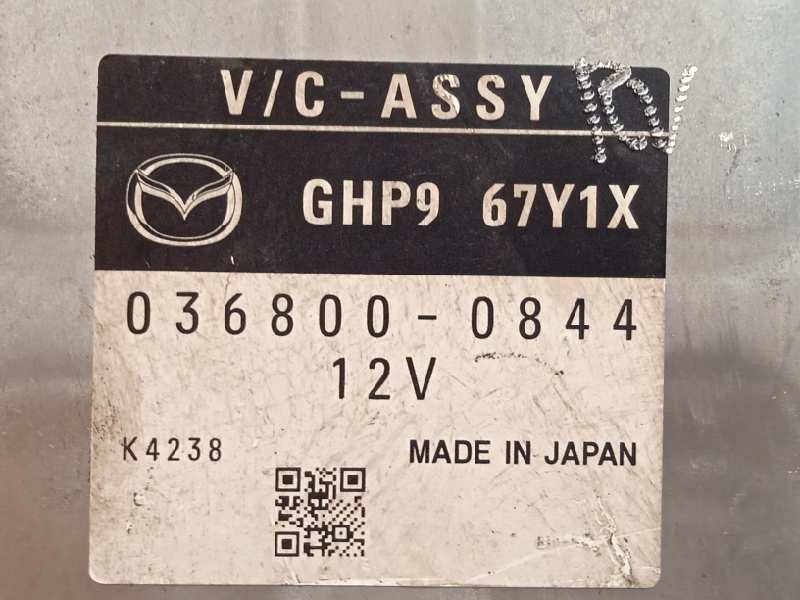 V/C-ASSY
GHP9 67Y1X
036800-0844
12V
K4238
MADE IN JAPAN